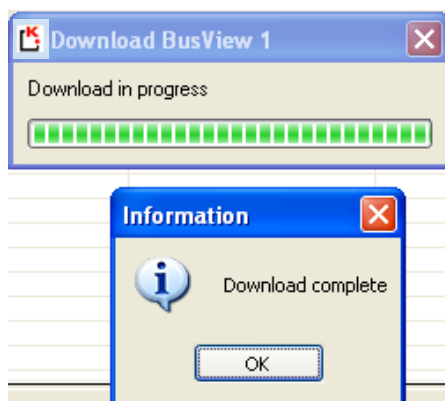 Download BusView 1
Download in progress
Information
Download complete
OK